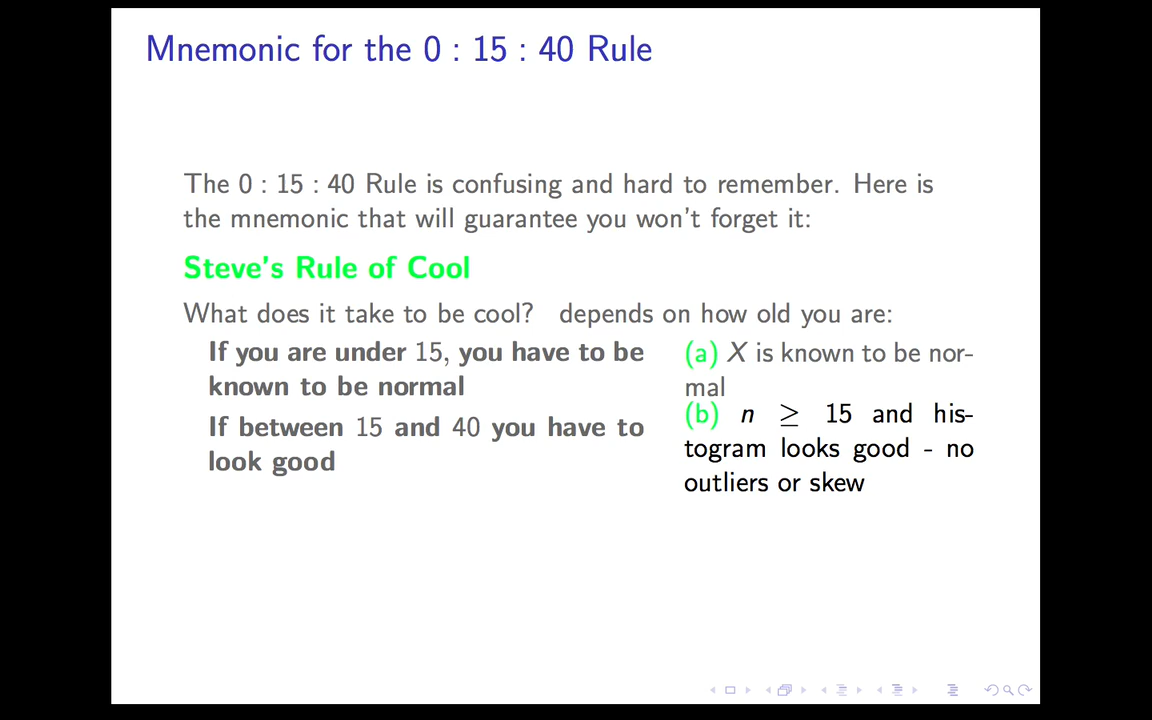 Mnemonic for the 0 : 15 : 40 Rule
The 0 : 15 : 40 Rule is confusing and hard to remember. Here is
the mnemonic that will guarantee you won't forget it:
Steve's Rule of Cool
What does it take to be cool? depends on how old you are:
If you are under 15, you have to be
known to be normal
If between 15 and 40 you have to
look good
(a) X is known to be nor-
mal
(b) n ≥ 15 and his-
togram looks good - no
outliers or skew